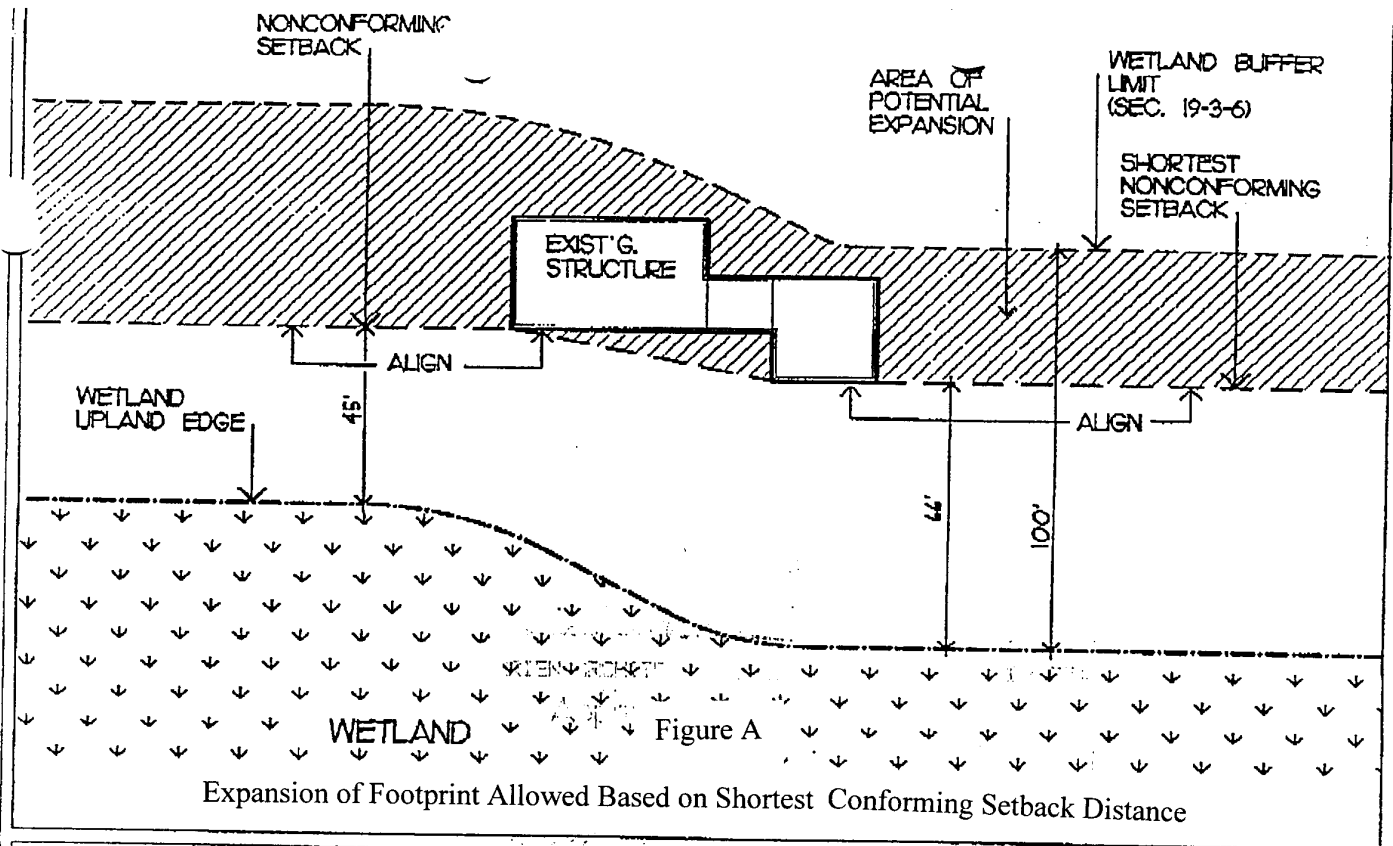 NONCONFORMING
SETBACK
AREA OF
POTENTIAL
EXPANSION
WETLAND BUFFER
LIMIT
(SEC. 19-3-6)
SHORTEST
NONCONFORMING
SETBACK
EXIST'G.
STRUCTURE
ALIGN
WETLAND
UPLAND EDGE
45'
ALIGN
66'
100'
WETLAND
Figure A
Expansion of Footprint Allowed Based on Shortest Conforming Setback Distance